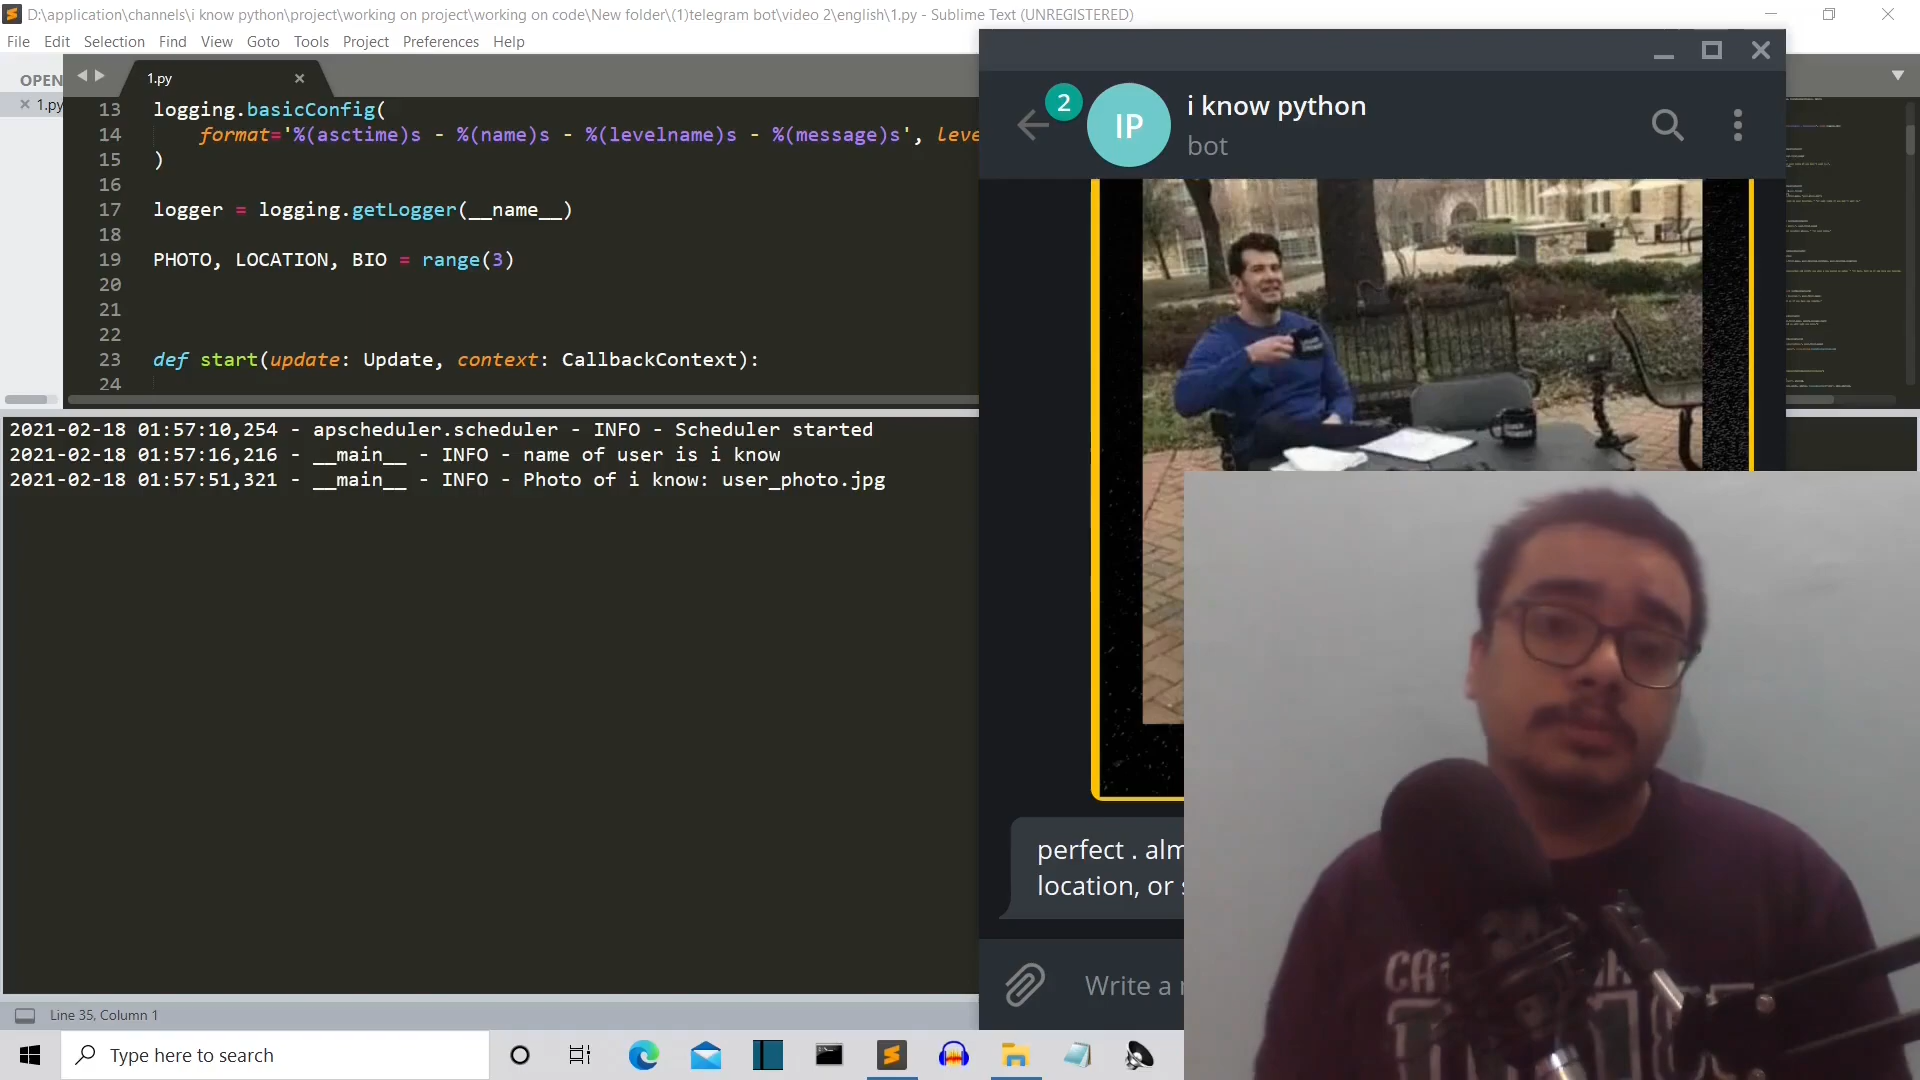 D:\application\channels\i know python\project\working on project\working on code\New folder\(1)telegram bot\video 2\english\1.py - Sublime Text (UNREGISTERED)
File Edit Selection Find View Goto Tools Project Preferences Help
OPEN
1.py
1.py
13 logging.basicConfig(
14 format='%(asctime)s - %(name)s - %(levelname)s - %(message)s', leve
15 )
16
17 logger = logging.getLogger(__name__)
18
19 PHOTO, LOCATION, BIO = range(3)
20
21
22
23 def start(update: Update, context: CallbackContext):
24
2021-02-18 01:57:10,254 - apscheduler.scheduler - INFO - Scheduler started
2021-02-18 01:57:16,216 - __main__ - INFO - name of user is i know
2021-02-18 01:57:51,321 - __main__ - INFO - Photo of i know: user_photo.jpg
Line 35, Column 1
Type here to search
2
IP
i know python
bot
perfect . alm
location, or s
Write a